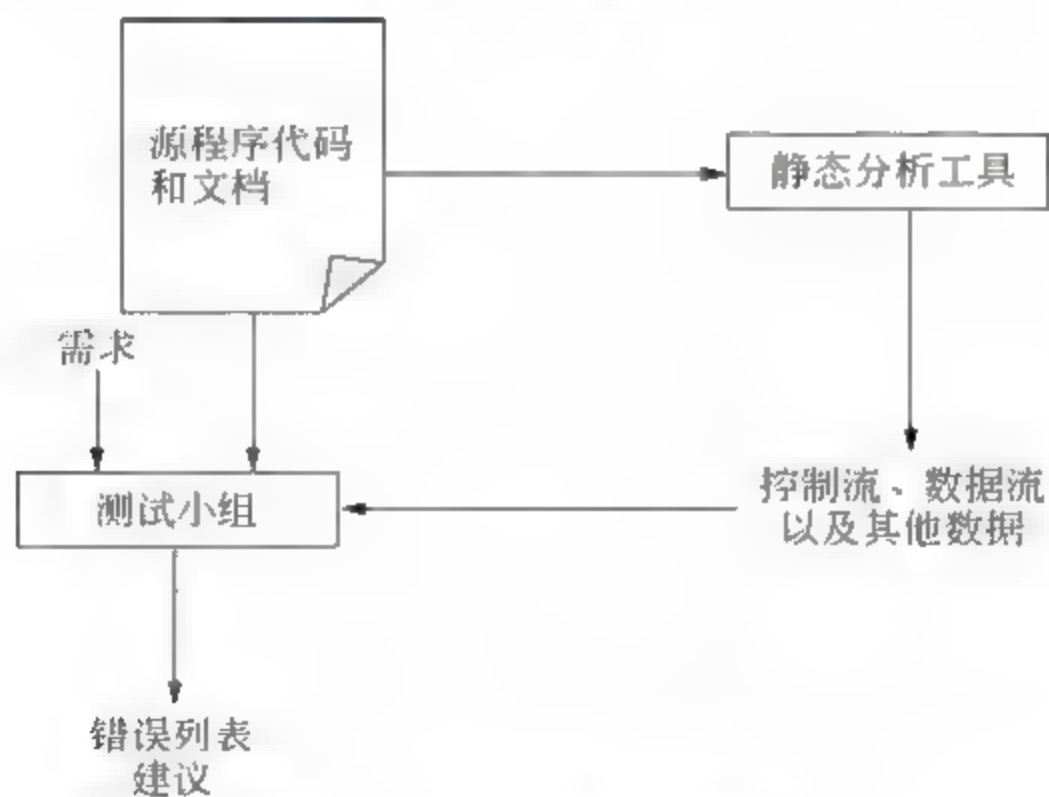 源程序代码
和文档
静态分析工具
需求
测试小组
控制流、数据流
以及其他数据
错误列表
建议